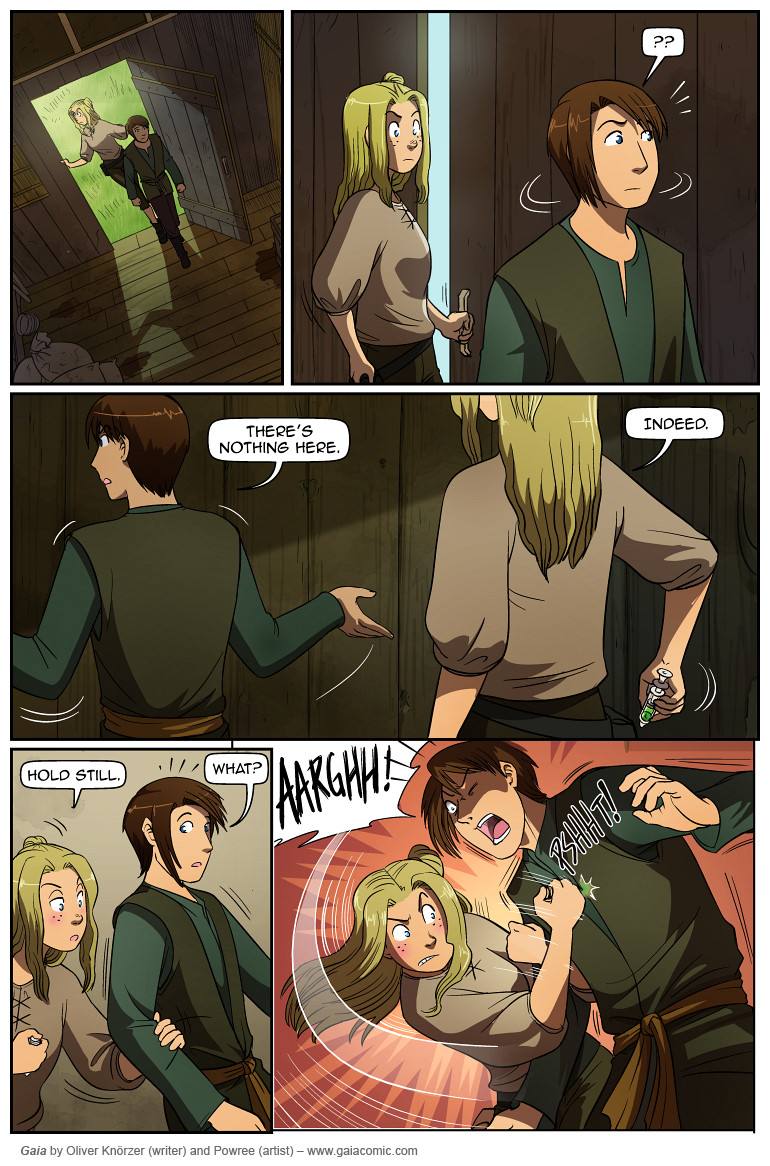 ??
THERE'S
NOTHING HERE.
INDEED.
HOLD STILL.
WHAT?
AARGHH!
PSHHHT!
Gaia by Oliver Knörzer (writer) and Powree (artist) – www.gaiacomic.com